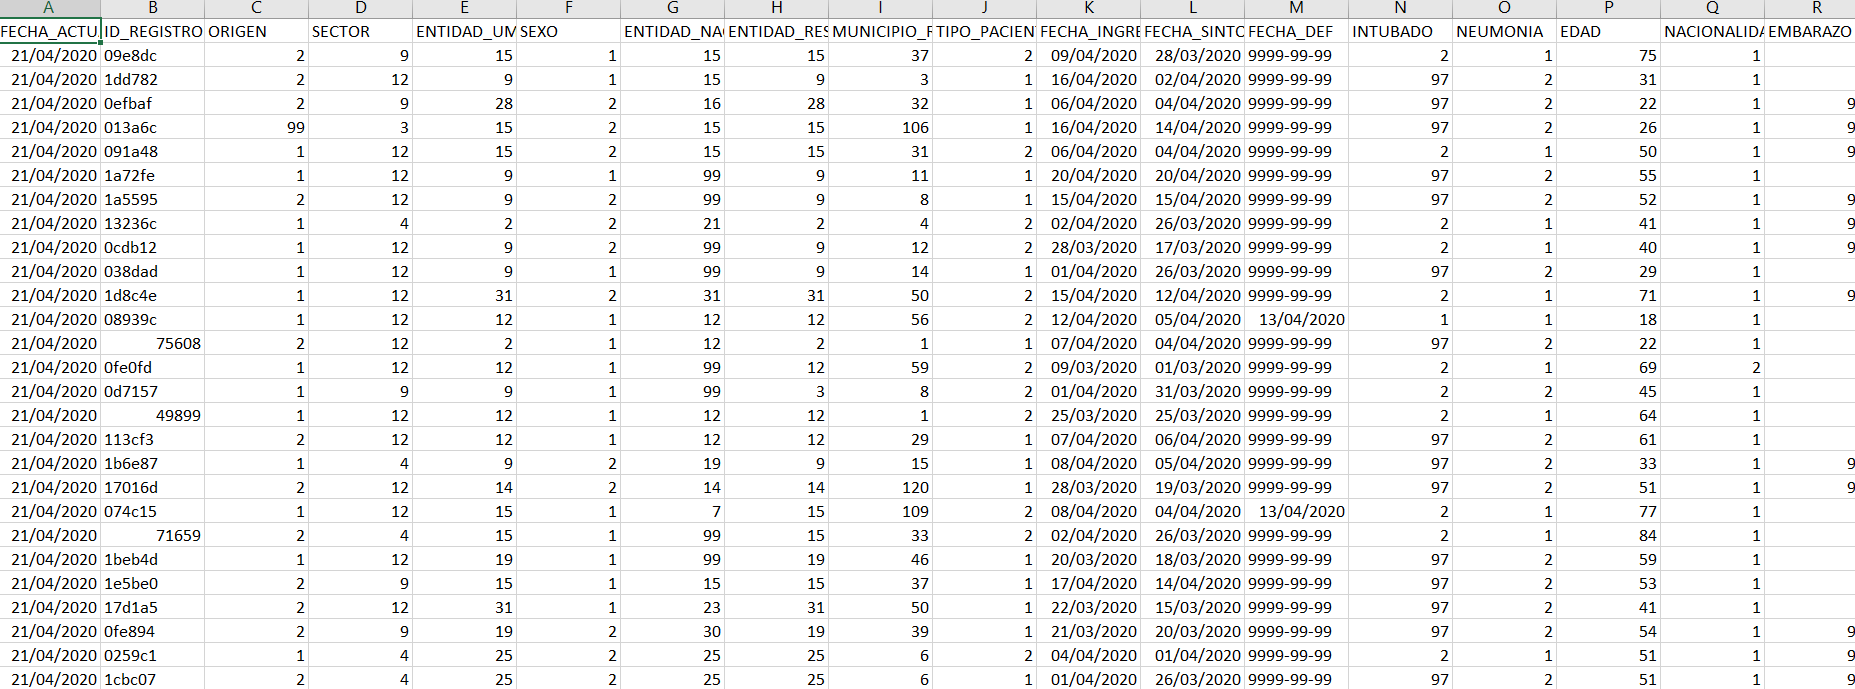 A B C D E F G H I J K L M N O P Q R
FECHA_ACTU ID_REGISTRO ORIGEN SECTOR ENTIDAD_UM SEXO ENTIDAD_NA ENTIDAD_RES MUNICIPIO_R TIPO_PACIEN FECHA_INGRE FECHA_SINTO FECHA_DEF INTUBADO NEUMONIA EDAD NACIONALIDA EMBARAZO
21/04/2020 09e8dc 2 9 15 1 15 15 37 2 09/04/2020 28/03/2020 9999-99-99 2 1 75 1
21/04/2020 1dd782 2 12 9 1 15 9 3 1 16/04/2020 02/04/2020 9999-99-99 97 2 31 1
21/04/2020 0efbaf 2 9 28 2 16 28 32 1 06/04/2020 04/04/2020 9999-99-99 97 2 22 1 9
21/04/2020 013a6c 99 3 15 2 15 15 106 1 16/04/2020 14/04/2020 9999-99-99 97 2 26 1 9
21/04/2020 091a48 1 12 15 2 15 15 31 2 06/04/2020 04/04/2020 9999-99-99 2 1 50 1 9
21/04/2020 1a72fe 1 12 9 1 99 9 11 1 20/04/2020 20/04/2020 9999-99-99 97 2 55 1
21/04/2020 1a5595 2 12 9 2 99 9 8 1 15/04/2020 15/04/2020 9999-99-99 97 2 52 1 9
21/04/2020 13236c 1 4 2 2 21 2 4 2 02/04/2020 26/03/2020 9999-99-99 2 1 41 1 9
21/04/2020 0cdb12 1 12 9 2 99 9 12 2 28/03/2020 17/03/2020 9999-99-99 2 1 40 1 9
21/04/2020 038dad 1 12 9 1 99 9 14 1 01/04/2020 26/03/2020 9999-99-99 97 2 29 1
21/04/2020 1d8c4e 1 12 31 2 31 31 50 2 15/04/2020 12/04/2020 9999-99-99 2 1 71 1 9
21/04/2020 08939c 1 12 12 1 12 12 56 2 12/04/2020 05/04/2020 13/04/2020 1 1 18 1
21/04/2020 75608 2 12 2 1 12 2 1 1 07/04/2020 04/04/2020 9999-99-99 97 2 22 1
21/04/2020 0fe0fd 1 12 12 1 99 12 59 2 09/03/2020 01/03/2020 9999-99-99 2 1 69 2
21/04/2020 0d7157 1 9 9 1 99 3 8 2 01/04/2020 31/03/2020 9999-99-99 2 2 45 1
21/04/2020 49899 1 12 12 1 12 12 1 2 25/03/2020 25/03/2020 9999-99-99 2 1 64 1
21/04/2020 113cf3 2 12 12 1 12 12 29 1 07/04/2020 06/04/2020 9999-99-99 97 2 61 1
21/04/2020 1b6e87 1 4 9 2 19 9 15 1 08/04/2020 05/04/2020 9999-99-99 97 2 33 1 9
21/04/2020 17016d 2 12 14 2 14 14 120 1 28/03/2020 19/03/2020 9999-99-99 97 2 51 1 9
21/04/2020 074c15 1 12 15 1 7 15 109 2 08/04/2020 04/04/2020 13/04/2020 2 1 77 1
21/04/2020 71659 2 4 15 1 99 15 33 2 02/04/2020 26/03/2020 9999-99-99 2 1 84 1
21/04/2020 1beb4d 1 12 19 1 99 19 46 1 20/03/2020 18/03/2020 9999-99-99 97 2 59 1
21/04/2020 1e5be0 2 9 15 1 15 15 37 1 17/04/2020 14/04/2020 9999-99-99 97 2 53 1
21/04/2020 17d1a5 2 12 31 1 23 31 50 1 22/03/2020 15/03/2020 9999-99-99 97 2 41 1
21/04/2020 0fe894 2 9 19 2 30 19 39 1 21/03/2020 20/03/2020 9999-99-99 97 2 54 1 9
21/04/2020 0259c1 1 4 25 2 25 25 6 2 04/04/2020 01/04/2020 9999-99-99 2 1 51 1 9
21/04/2020 1cbc07 2 4 25 2 25 25 6 1 01/04/2020 26/03/2020 9999-99-99 97 2 51 1 9